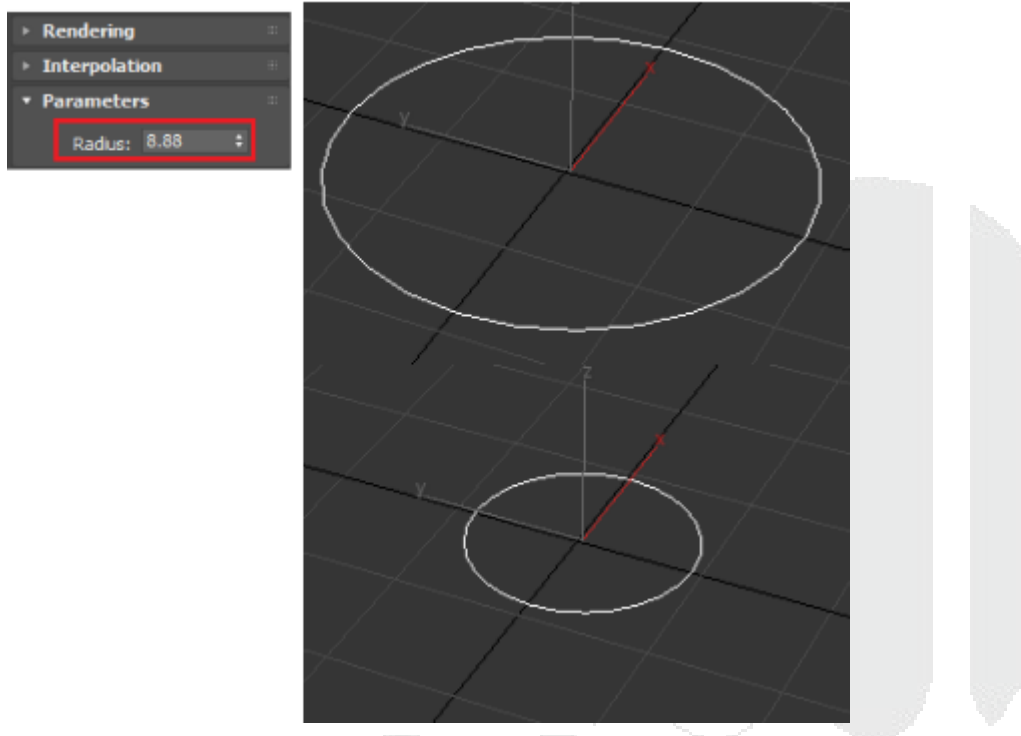 Rendering
Interpolation
Parameters
Radius: 8.88
x
y
z
x
y